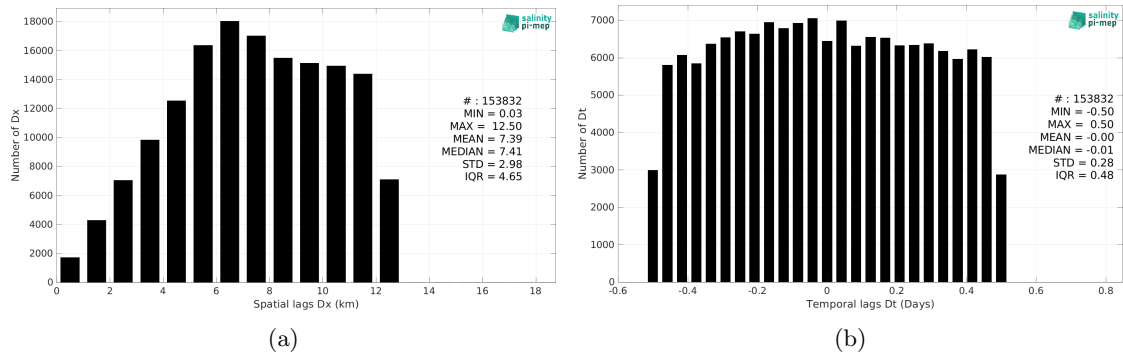 salinity
pi-mep
18000
16000
14000
12000
10000
8000
6000
4000
2000
0
Number of Dx
# : 153832
MIN = 0.03
MAX = 12.50
MEAN = 7.39
MEDIAN = 7.41
STD = 2.98
IQR = 4.65
0 2 4 6 8 10 12 14 16 18
Spatial lags Dx (km)
(a)
salinity
pi-mep
7000
6000
5000
4000
3000
2000
1000
0
Number of Dt
# : 153832
MIN = -0.50
MAX = 0.50
MEAN = -0.00
MEDIAN = -0.01
STD = 0.28
IQR = 0.48
-0.6 -0.4 -0.2 0 0.2 0.4 0.6 0.8
Temporal lags Dt (Days)
(b)